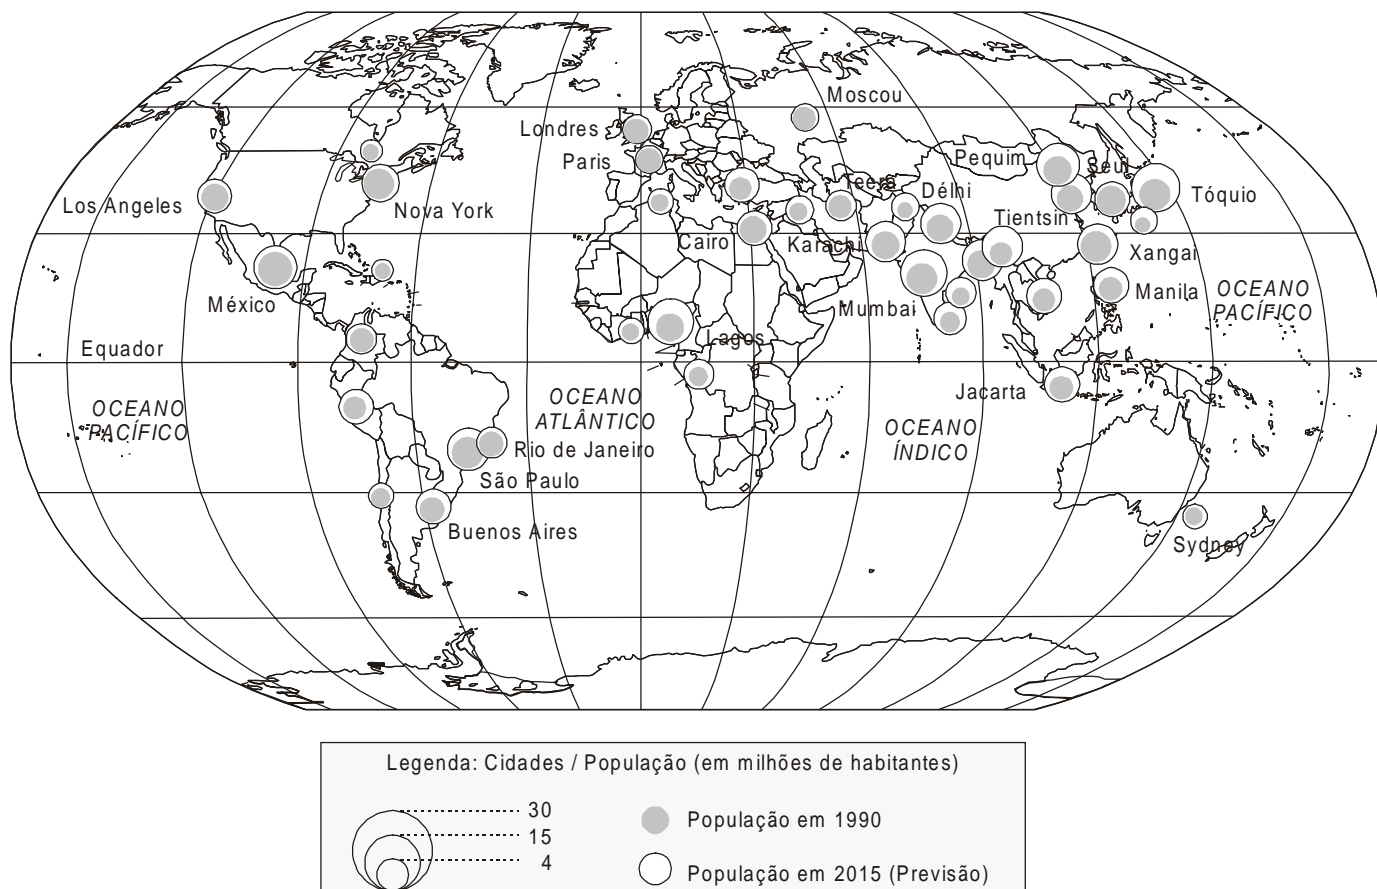 Moscou
Londres
Paris
Pequim
Seul
Teerã
Délhi
Tóquio
Los Angeles
Nova York
Tientsin
Cairo
Karachi
Xangai
México
Mumbai
Manila
OCEANO
PACÍFICO
Lagos
Equador
Jacarta
OCEANO
ATLÂNTICO
OCEANO
PACÍFICO
OCEANO
ÍNDICO
Rio de Janeiro
São Paulo
Buenos Aires
Sydney
Legenda: Cidades / População (em milhões de habitantes)
30
15
4
População em 1990
População em 2015 (Previsão)